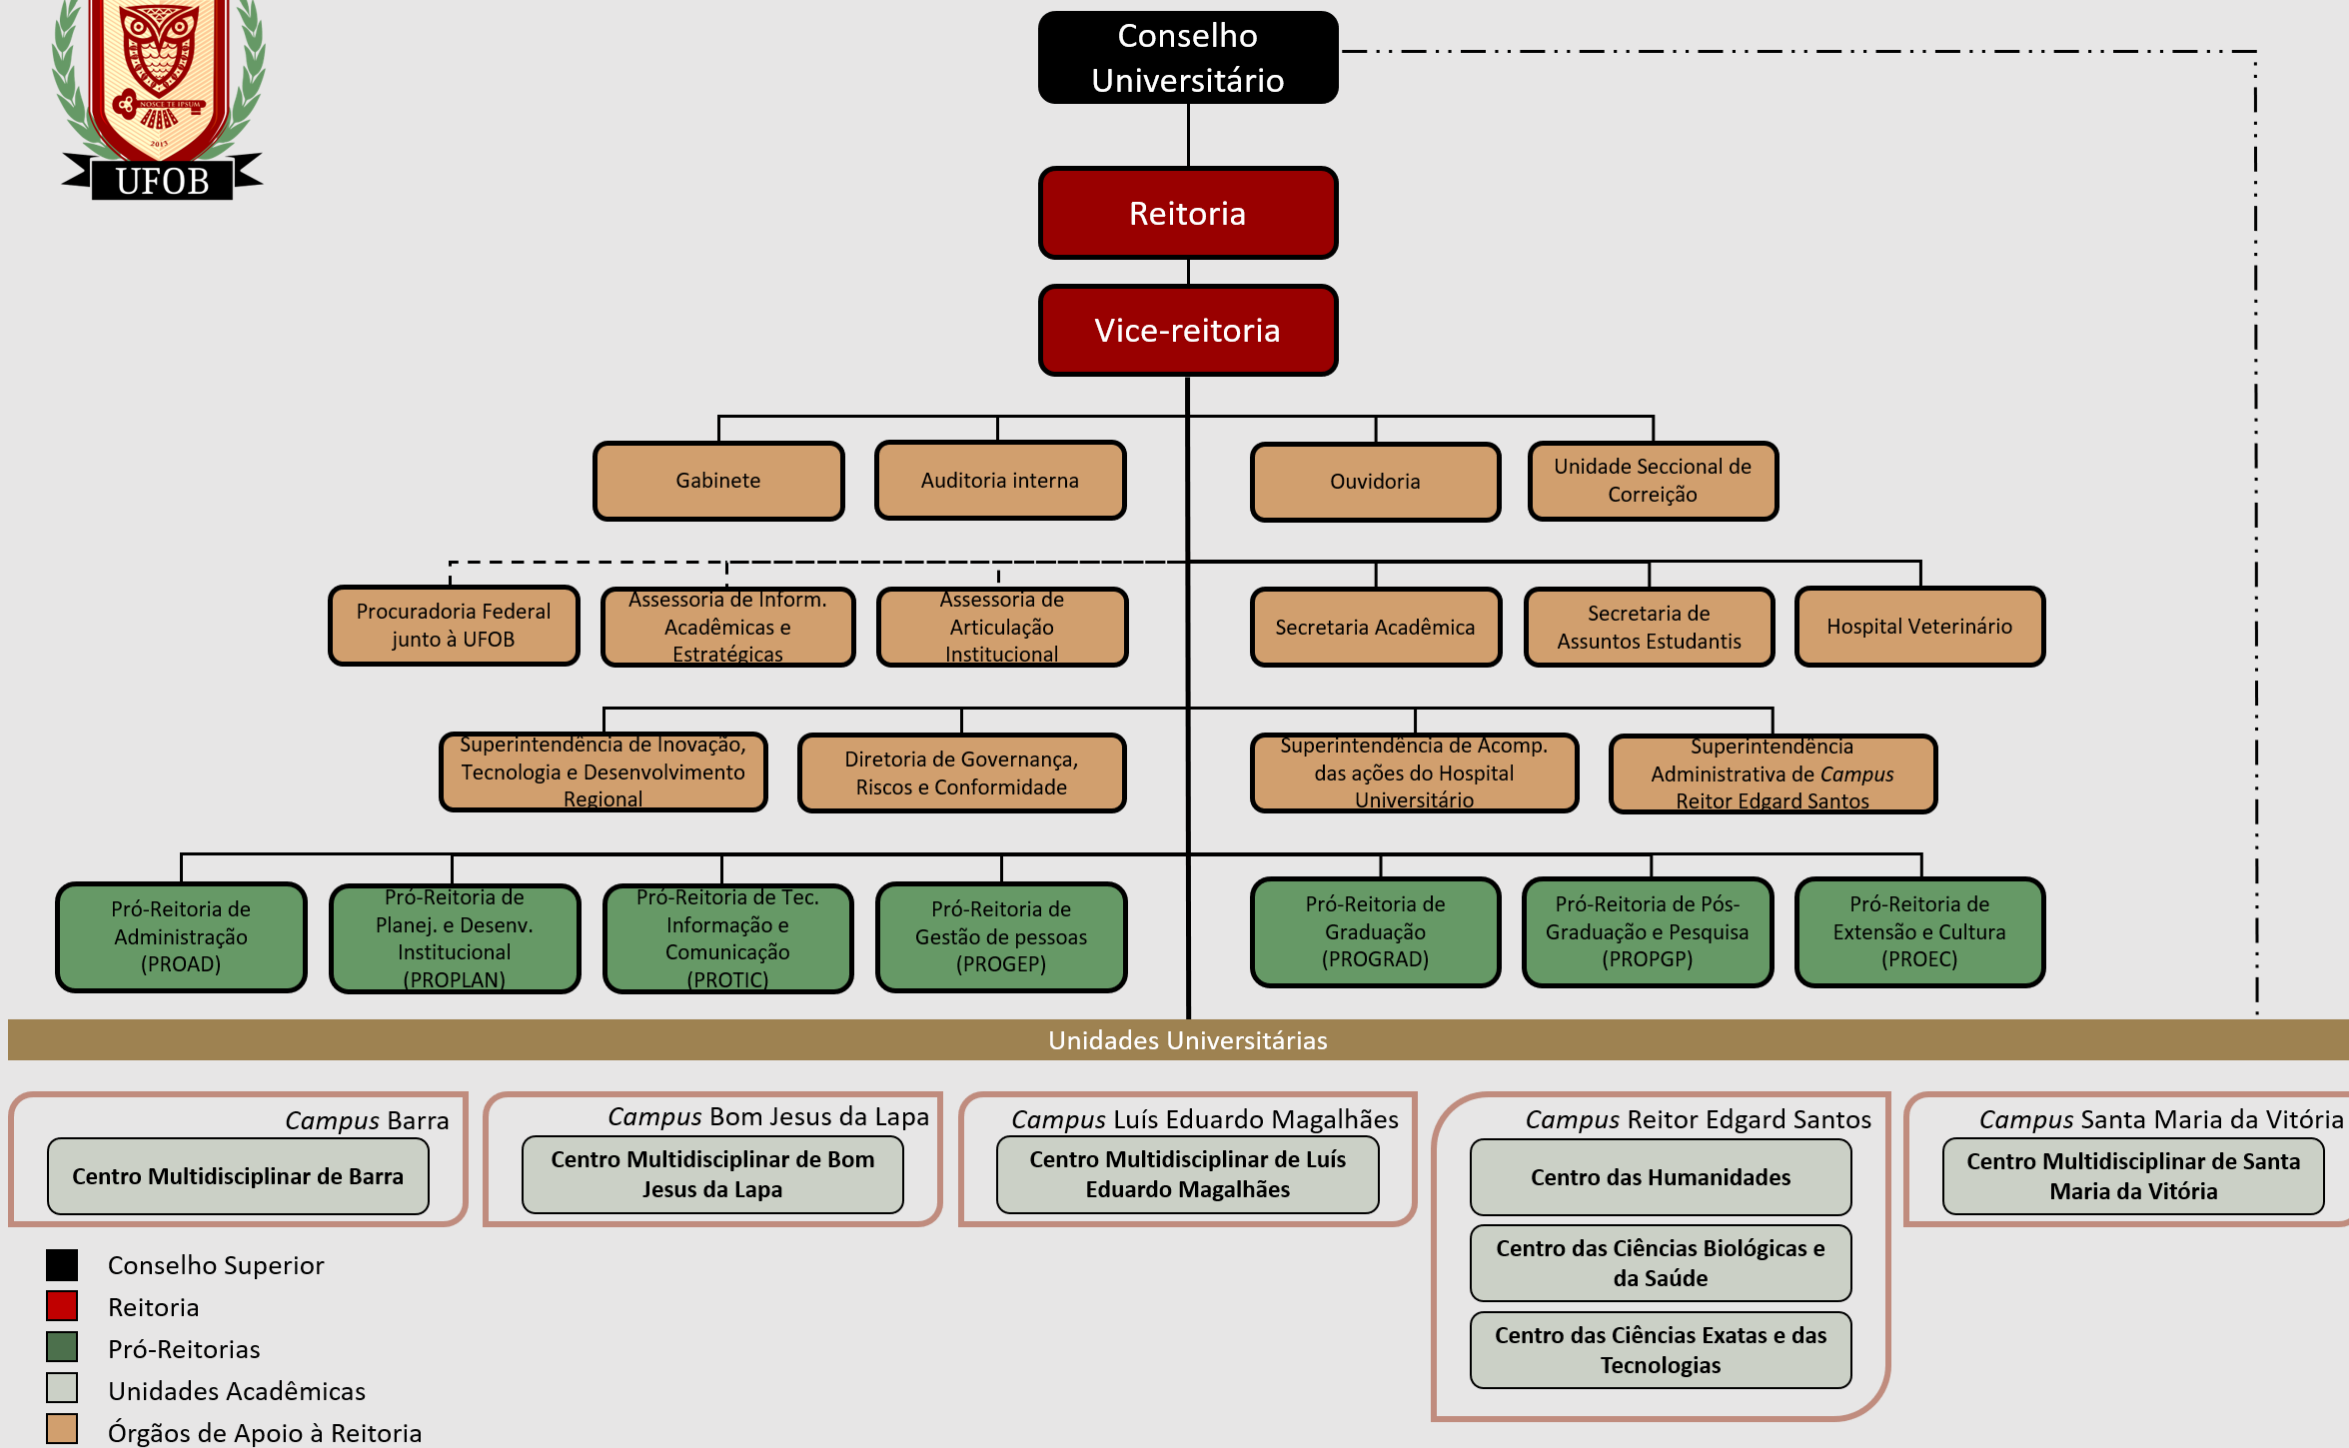 NOSCE TE IPSUM
2013
UFOB
Conselho
Universitário
Reitoria
Vice-reitoria
Gabinete
Auditoria interna
Ouvidoria
Unidade Seccional de
Correição
Procuradoria Federal
junto à UFOB
Assessoria de Inform.
Acadêmicas e
Estratégicas
Assessoria de
Articulação
Institucional
Secretaria Acadêmica
Secretaria de
Assuntos Estudantis
Hospital Veterinário
Superintendência de Inovação,
Tecnologia e Desenvolvimento
Regional
Diretoria de Governança,
Riscos e Conformidade
Superintendência de Acomp.
das ações do Hospital
Universitário
Superintendência
Administrativa de Campus
Reitor Edgard Santos
Pró-Reitoria de
Administração
(PROAD)
Pró-Reitoria de
Planej. e Desenv.
Institucional
(PROPLAN)
Pró-Reitoria de Tec.
Informação e
Comunicação
(PROTIC)
Pró-Reitoria de
Gestão de pessoas
(PROGEP)
Pró-Reitoria de
Graduação
(PROGRAD)
Pró-Reitoria de Pós-
Graduação e Pesquisa
(PROPGP)
Pró-Reitoria de
Extensão e Cultura
(PROEC)
Unidades Universitárias
Campus Barra
Centro Multidisciplinar de Barra
Campus Bom Jesus da Lapa
Centro Multidisciplinar de Bom
Jesus da Lapa
Campus Luís Eduardo Magalhães
Centro Multidisciplinar de Luís
Eduardo Magalhães
Campus Reitor Edgard Santos
Centro das Humanidades
Centro das Ciências Biológicas e
da Saúde
Centro das Ciências Exatas e das
Tecnologias
Campus Santa Maria da Vitória
Centro Multidisciplinar de Santa
Maria da Vitória
Conselho Superior
Reitoria
Pró-Reitorias
Unidades Acadêmicas
Órgãos de Apoio à Reitoria